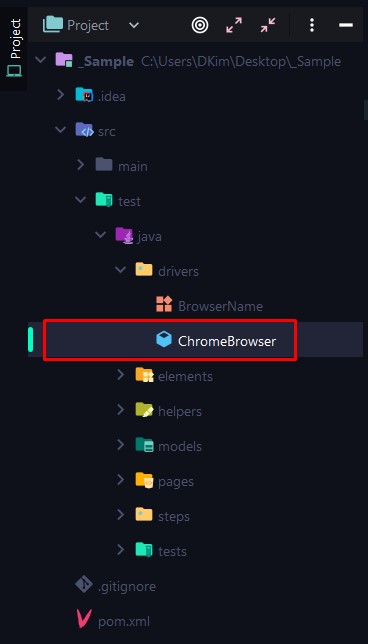 Project
Project
_Sample C:\Users\DKim\Desktop\_Sample
.idea
src
main
test
java
drivers
BrowserName
ChromeBrowser
elements
helpers
models
pages
steps
tests
.gitignore
pom.xml